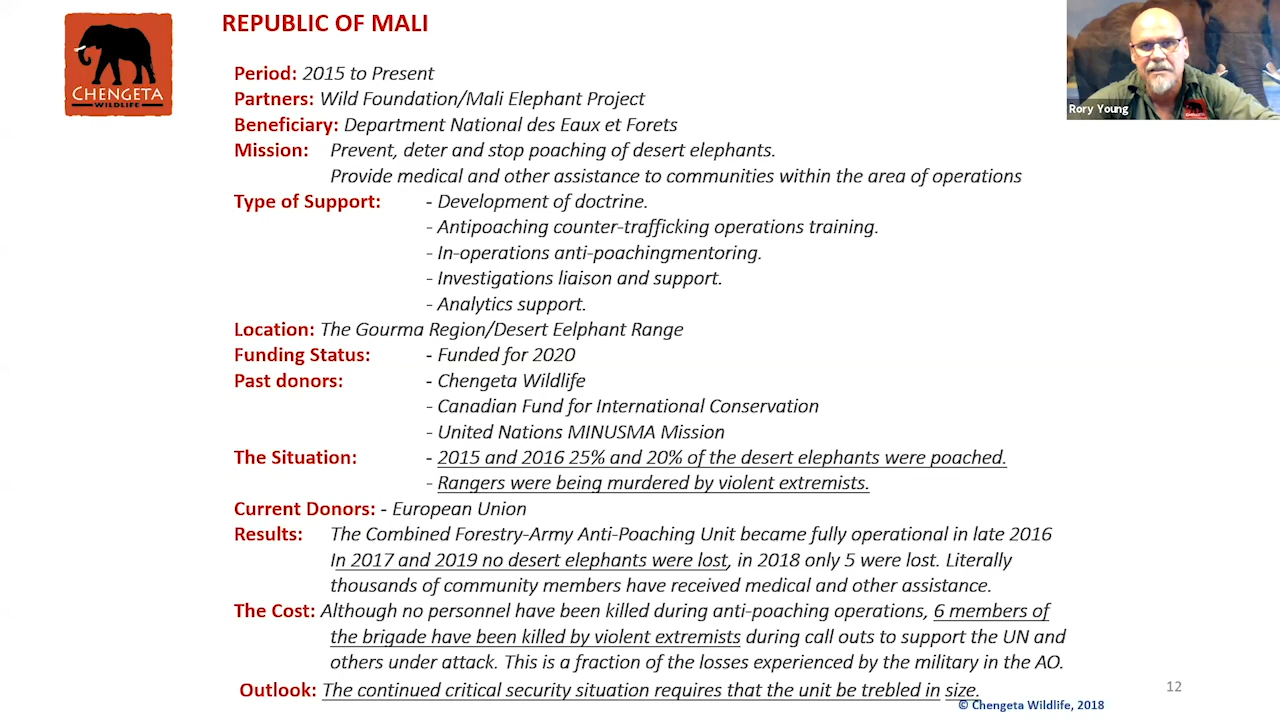 REPUBLIC OF MALI
CHENGETA
WILDLIFE
Rory Young
Period: 2015 to Present
Partners: Wild Foundation/Mali Elephant Project
Beneficiary: Department National des Eaux et Forets
Mission: Prevent, deter and stop poaching of desert elephants.
Provide medical and other assistance to communities within the area of operations
Type of Support: - Development of doctrine.
- Antipoaching counter-trafficking operations training.
- In-operations anti-poachingmentoring.
- Investigations liaison and support.
- Analytics support.
Location: The Gourma Region/Desert Eelphant Range
Funding Status: - Funded for 2020
Past donors: - Chengeta Wildlife
- Canadian Fund for International Conservation
- United Nations MINUSMA Mission
The Situation: - 2015 and 2016 25% and 20% of the desert elephants were poached.
- Rangers were being murdered by violent extremists.
Current Donors: - European Union
Results: The Combined Forestry-Army Anti-Poaching Unit became fully operational in late 2016
In 2017 and 2019 no desert elephants were lost, in 2018 only 5 were lost. Literally
thousands of community members have received medical and other assistance.
The Cost: Although no personnel have been killed during anti-poaching operations, 6 members of
the brigade have been killed by violent extremists during call outs to support the UN and
others under attack. This is a fraction of the losses experienced by the military in the AO.
Outlook: The continued critical security situation requires that the unit be trebled in size.
12
© Chengeta Wildlife, 2018